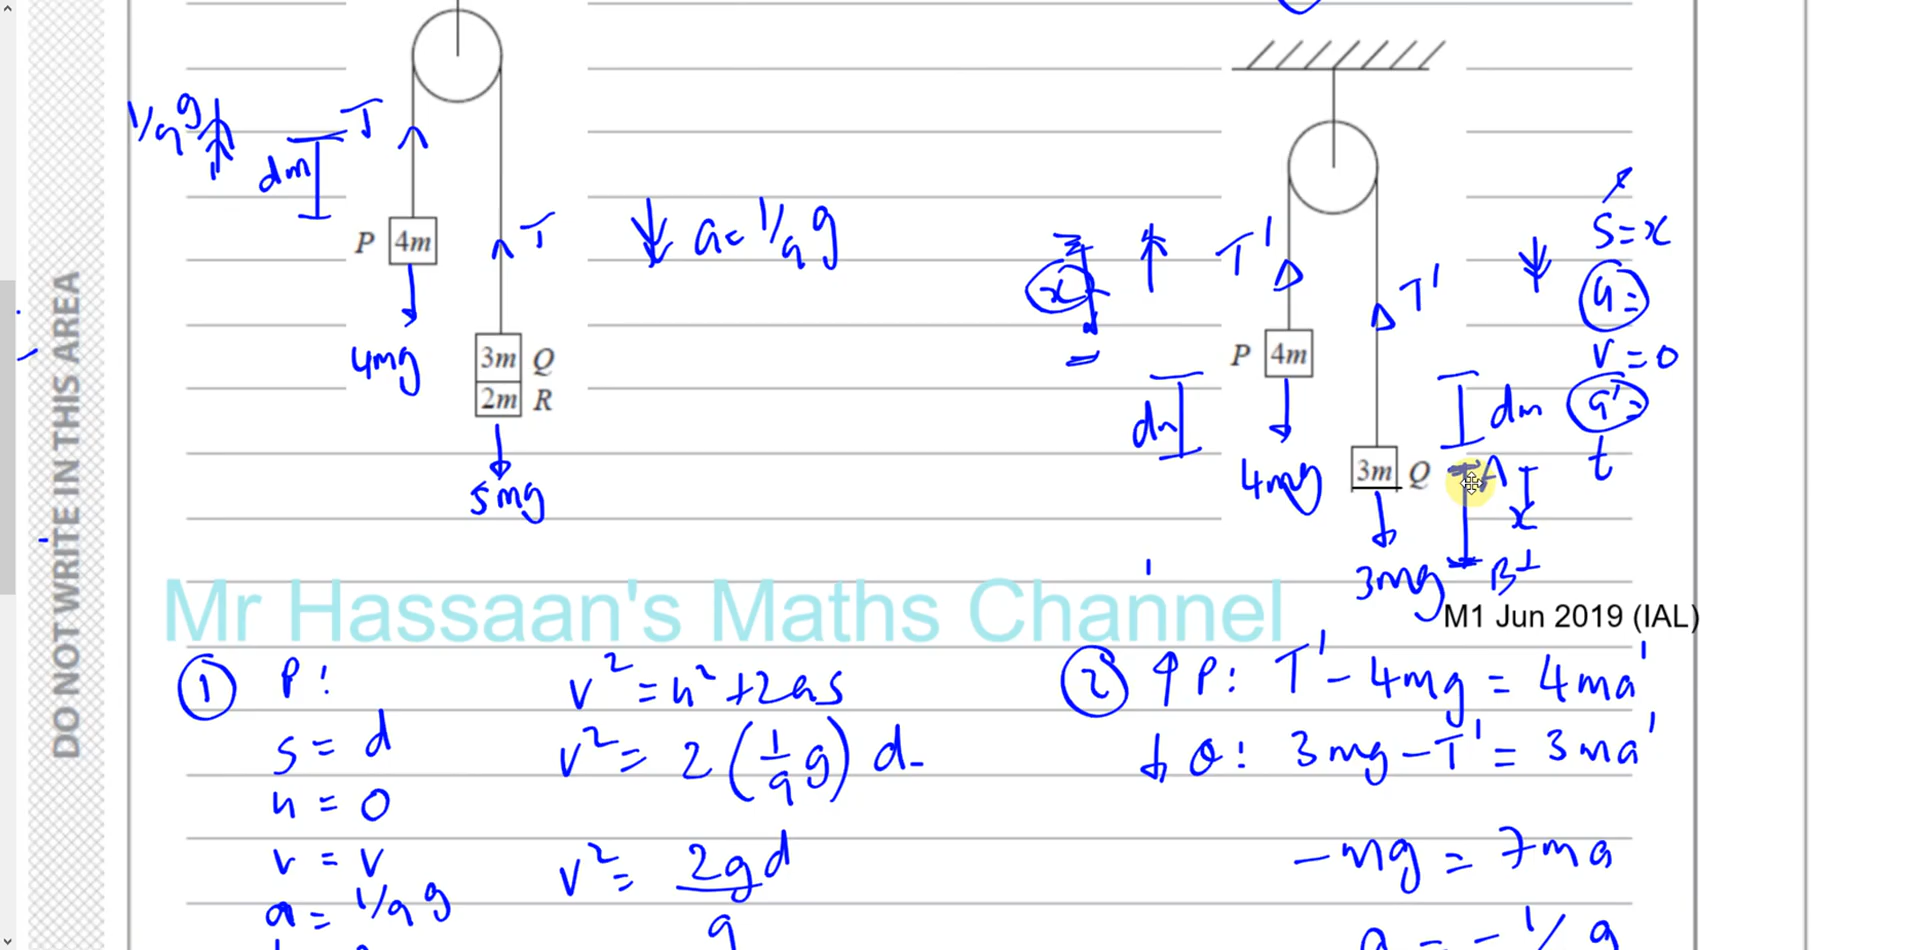 DO NOT WRITE IN THIS AREA
1/9 g
dm
T
P 4m
T
a = 1/9 g
4mg
3m Q
2m R
5mg
x
T'
T'
P 4m
dm
4mg
3m Q
3mg
dm
A
x
B
S = x
u =
v = 0
a' =
t
Mr Hassaan's Maths Channel
M1 Jun 2019 (IAL)
① P:
s = d
u = 0
v = v
a = 1/9 g
v² = u² + 2as
v² = 2 (1/9 g) d
v² = 2gd/9
② ↑ P: T' - 4mg = 4ma'
↓ Q: 3mg - T' = 3ma'
-mg = 7ma